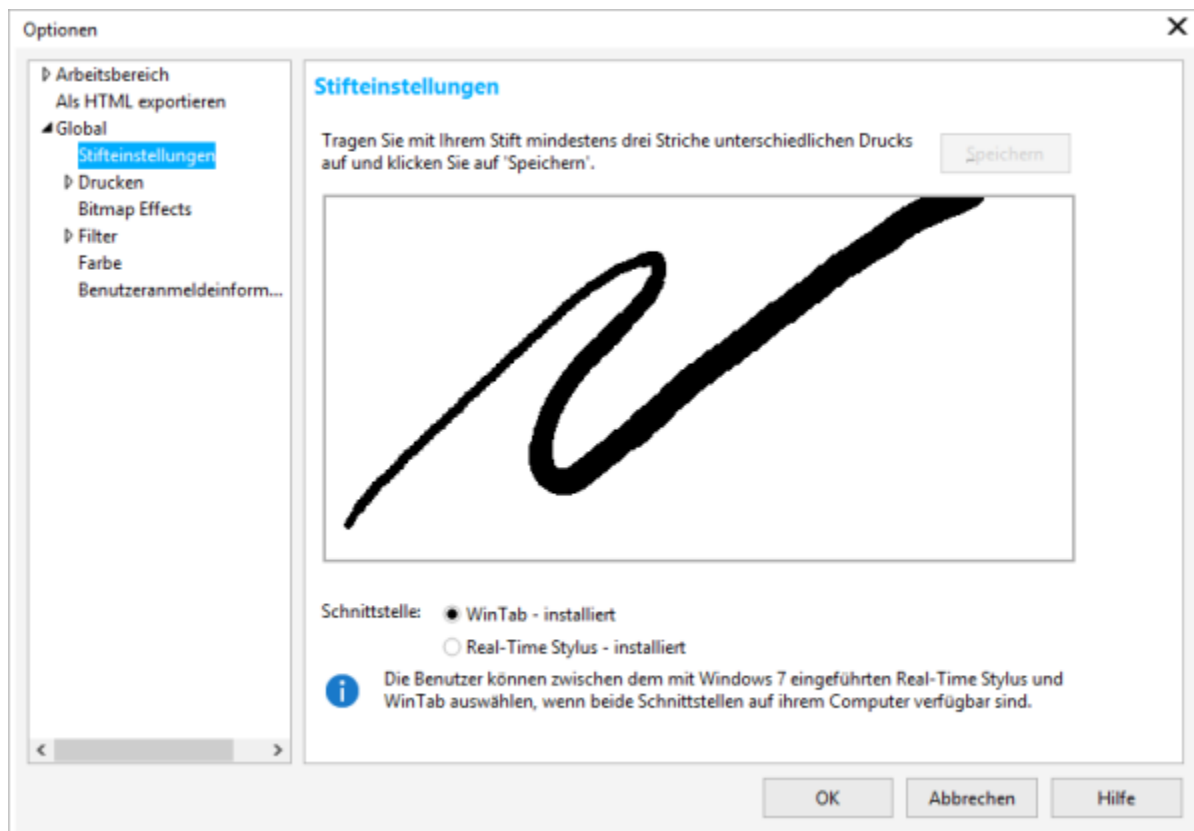 Optionen
Arbeitsbereich
Als HTML exportieren
Global
Stifteinstellungen
Drucken
Bitmap Effects
Filter
Farbe
Benutzeranmeldeinform...
Stifteinstellungen
Tragen Sie mit Ihrem Stift mindestens drei Striche unterschiedlichen Drucks
auf und klicken Sie auf 'Speichern'.
Speichern
Schnittstelle:
WinTab - installiert
Real-Time Stylus - installiert
Die Benutzer können zwischen dem mit Windows 7 eingeführten Real-Time Stylus und
WinTab auswählen, wenn beide Schnittstellen auf ihrem Computer verfügbar sind.
OK
Abbrechen
Hilfe